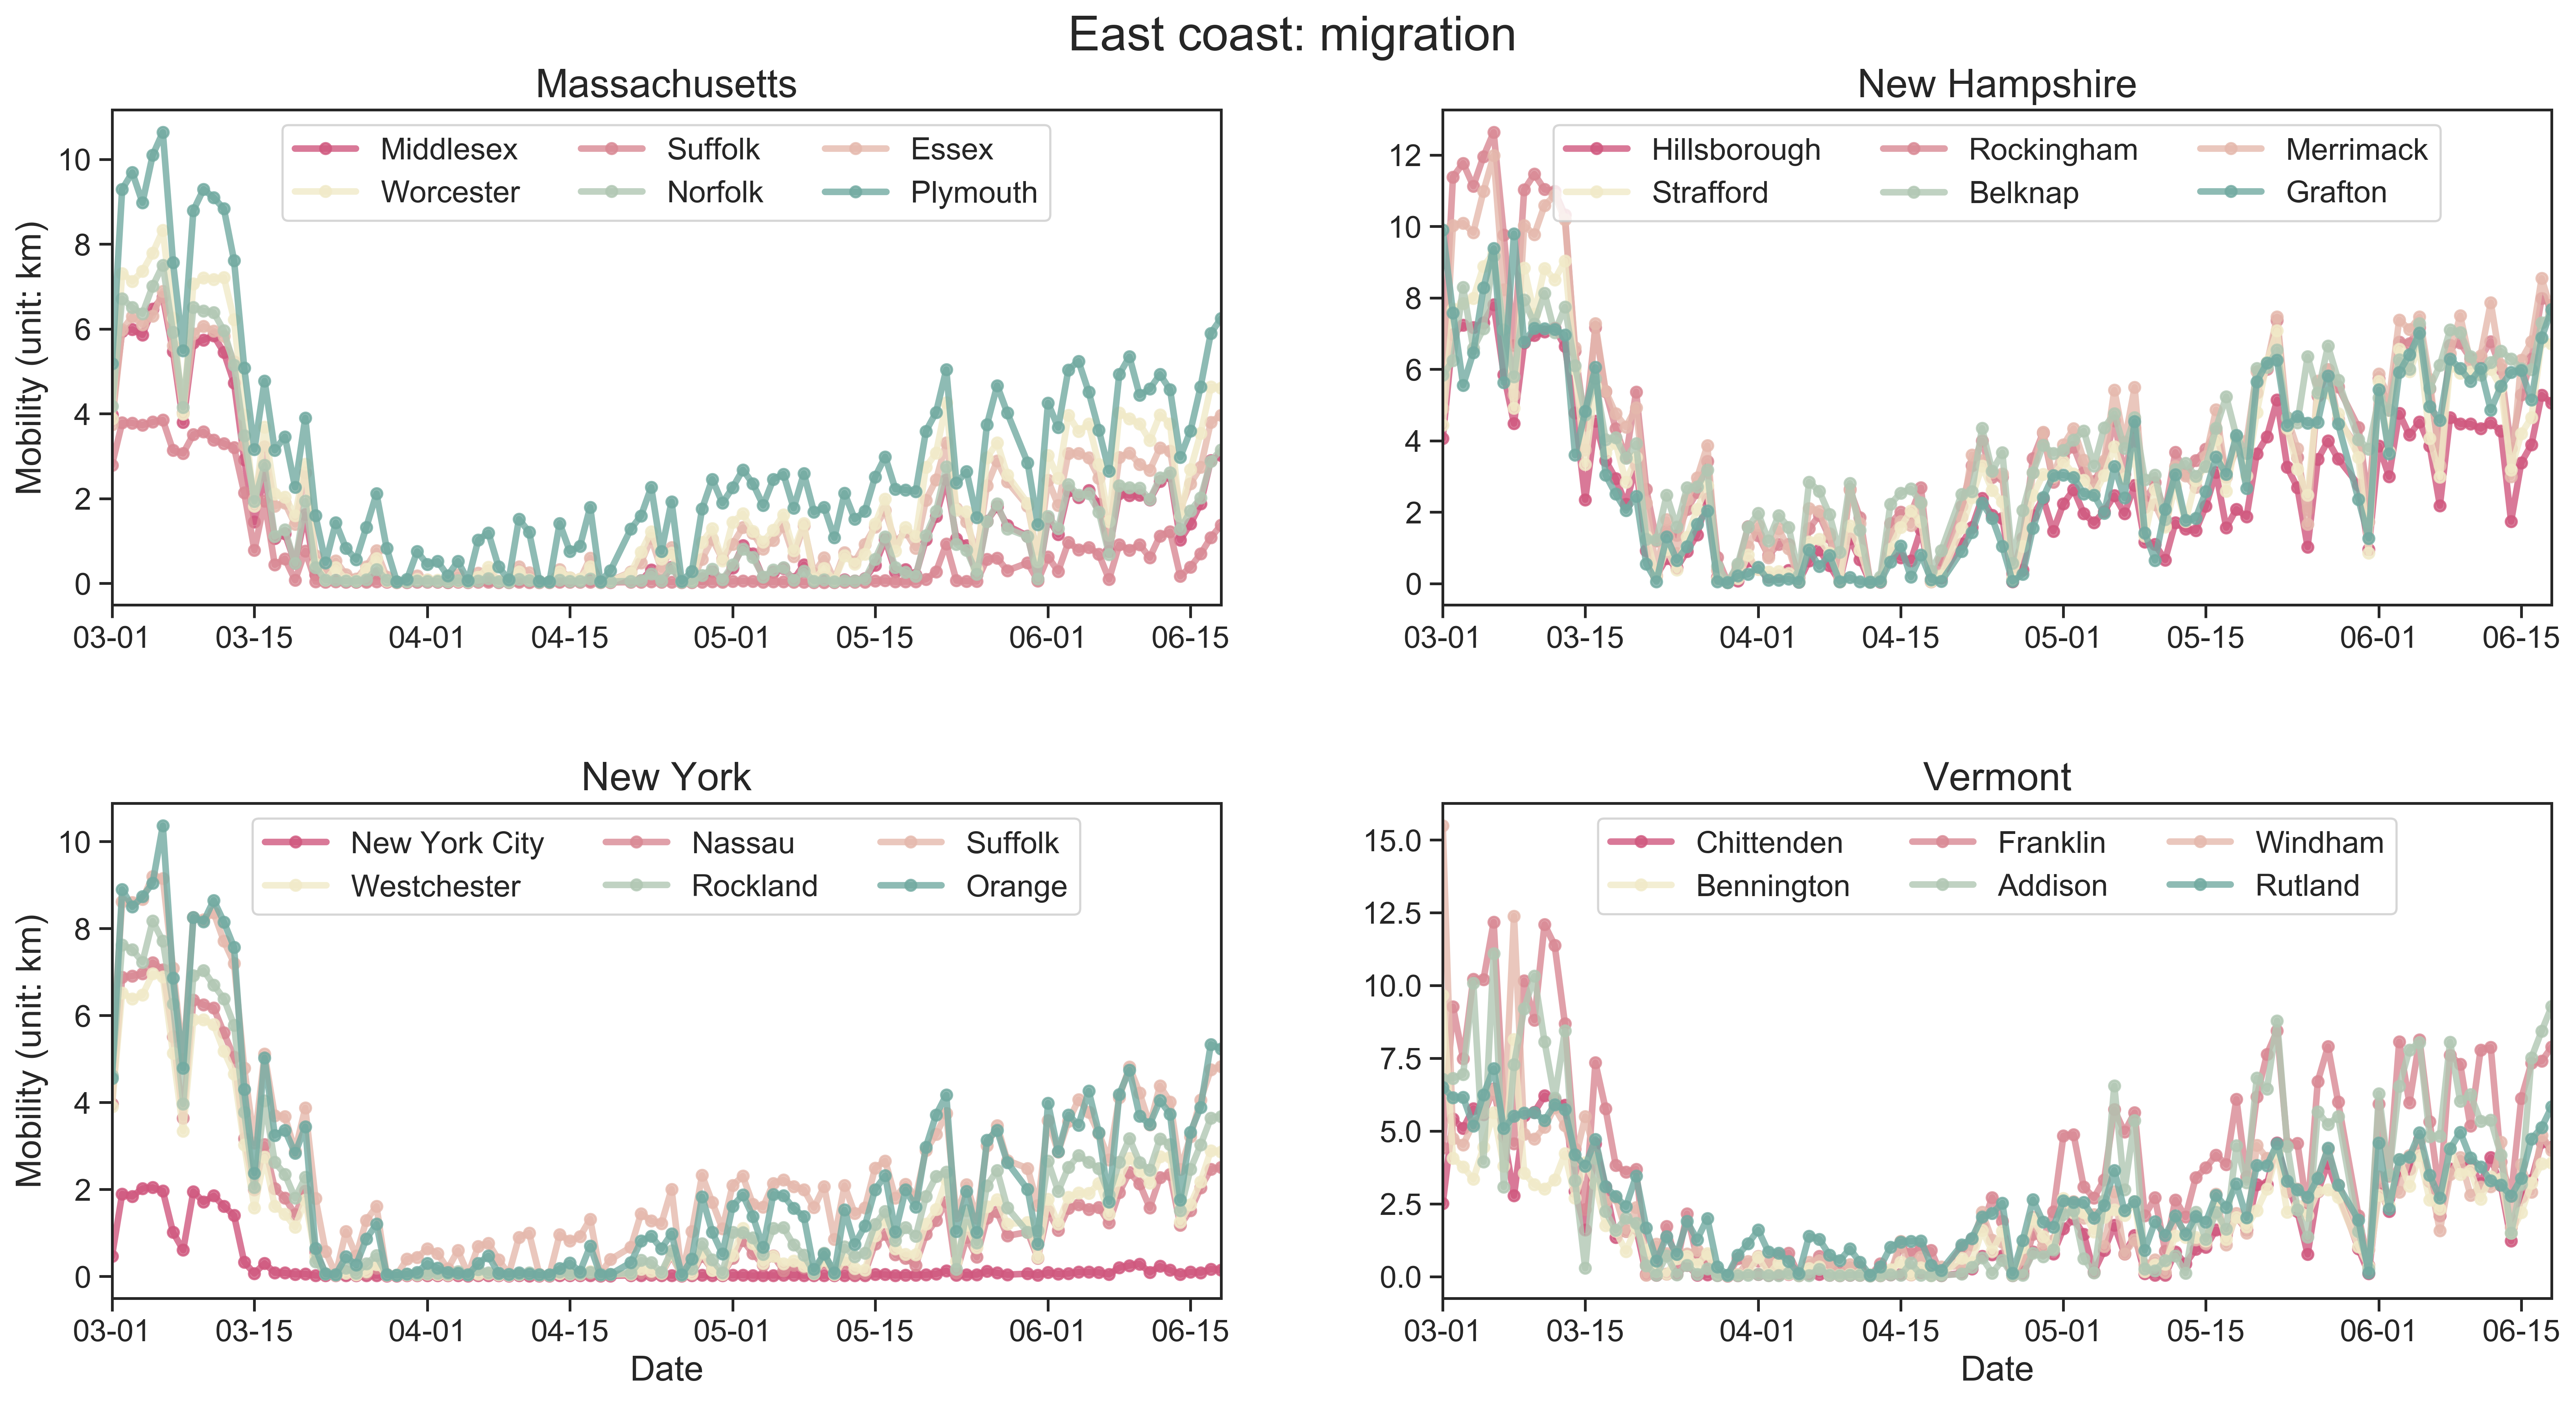 East coast: migration
Massachusetts
Mobility (unit: km)
10
8
6
4
2
0
Middlesex Suffolk Essex
Worcester Norfolk Plymouth
03-01 03-15 04-01 04-15 05-01 05-15 06-01 06-15
New Hampshire
12
10
8
6
4
2
0
Hillsborough Rockingham Merrimack
Strafford Belknap Grafton
03-01 03-15 04-01 04-15 05-01 05-15 06-01 06-15
New York
Mobility (unit: km)
10
8
6
4
2
0
New York City Nassau Suffolk
Westchester Rockland Orange
03-01 03-15 04-01 04-15 05-01 05-15 06-01 06-15
Date
Vermont
15.0
12.5
10.0
7.5
5.0
2.5
0.0
Chittenden Franklin Windham
Bennington Addison Rutland
03-01 03-15 04-01 04-15 05-01 05-15 06-01 06-15
Date